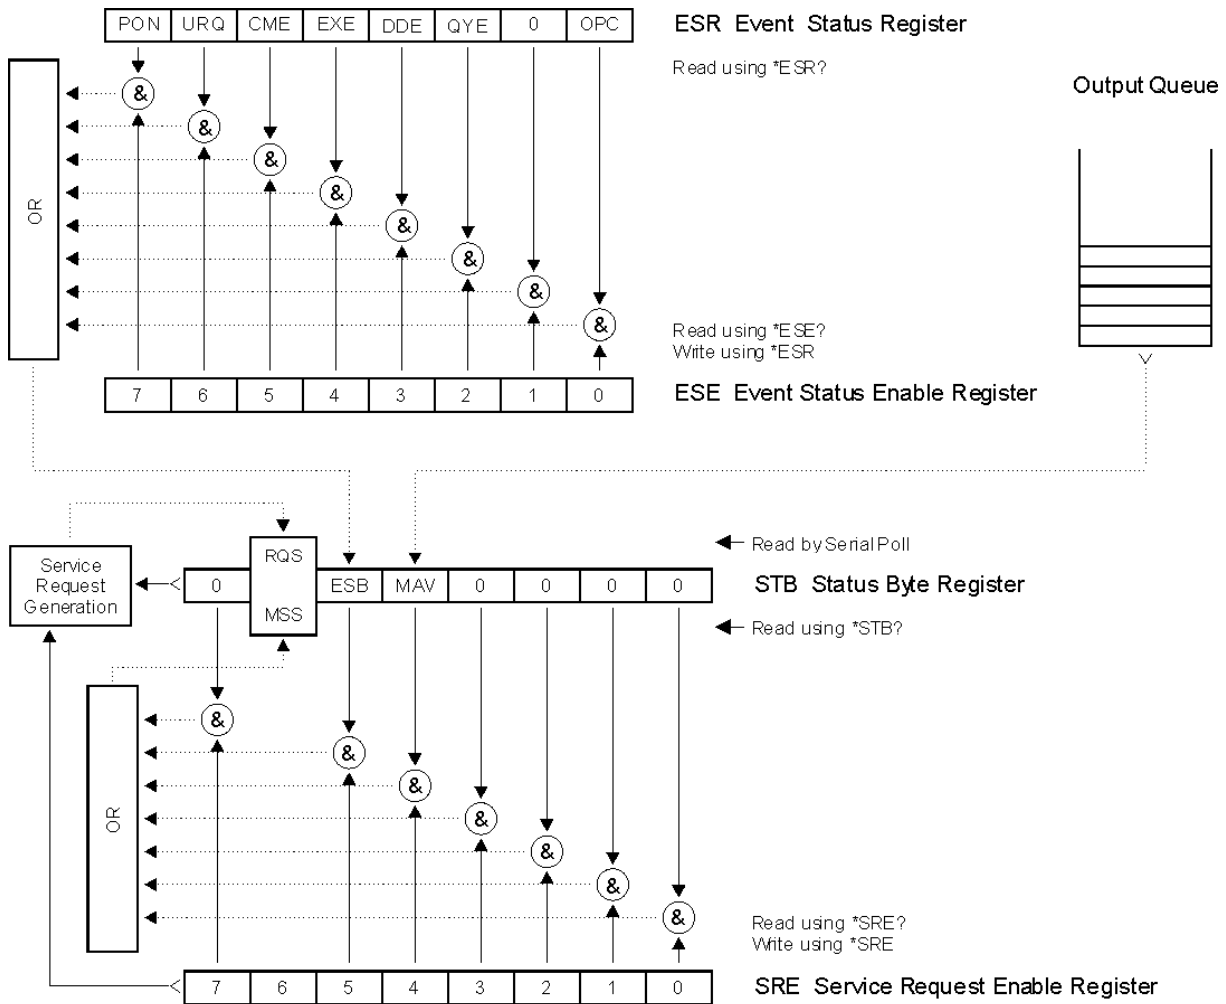 PON URQ CME EXE DDE QYE 0 OPC
ESR Event Status Register
Read using *ESR?
Output Queue
OR
&
&
&
&
&
&
&
&
Read using *ESE?
Write using *ESR
7 6 5 4 3 2 1 0
ESE Event Status Enable Register
Service
Request
Generation
RQS
MSS
0 ESB MAV 0 0 0 0
Read by Serial Poll
STB Status Byte Register
Read using *STB?
OR
&
&
&
&
&
&
&
Read using *SRE?
Write using *SRE
7 6 5 4 3 2 1 0
SRE Service Request Enable Register